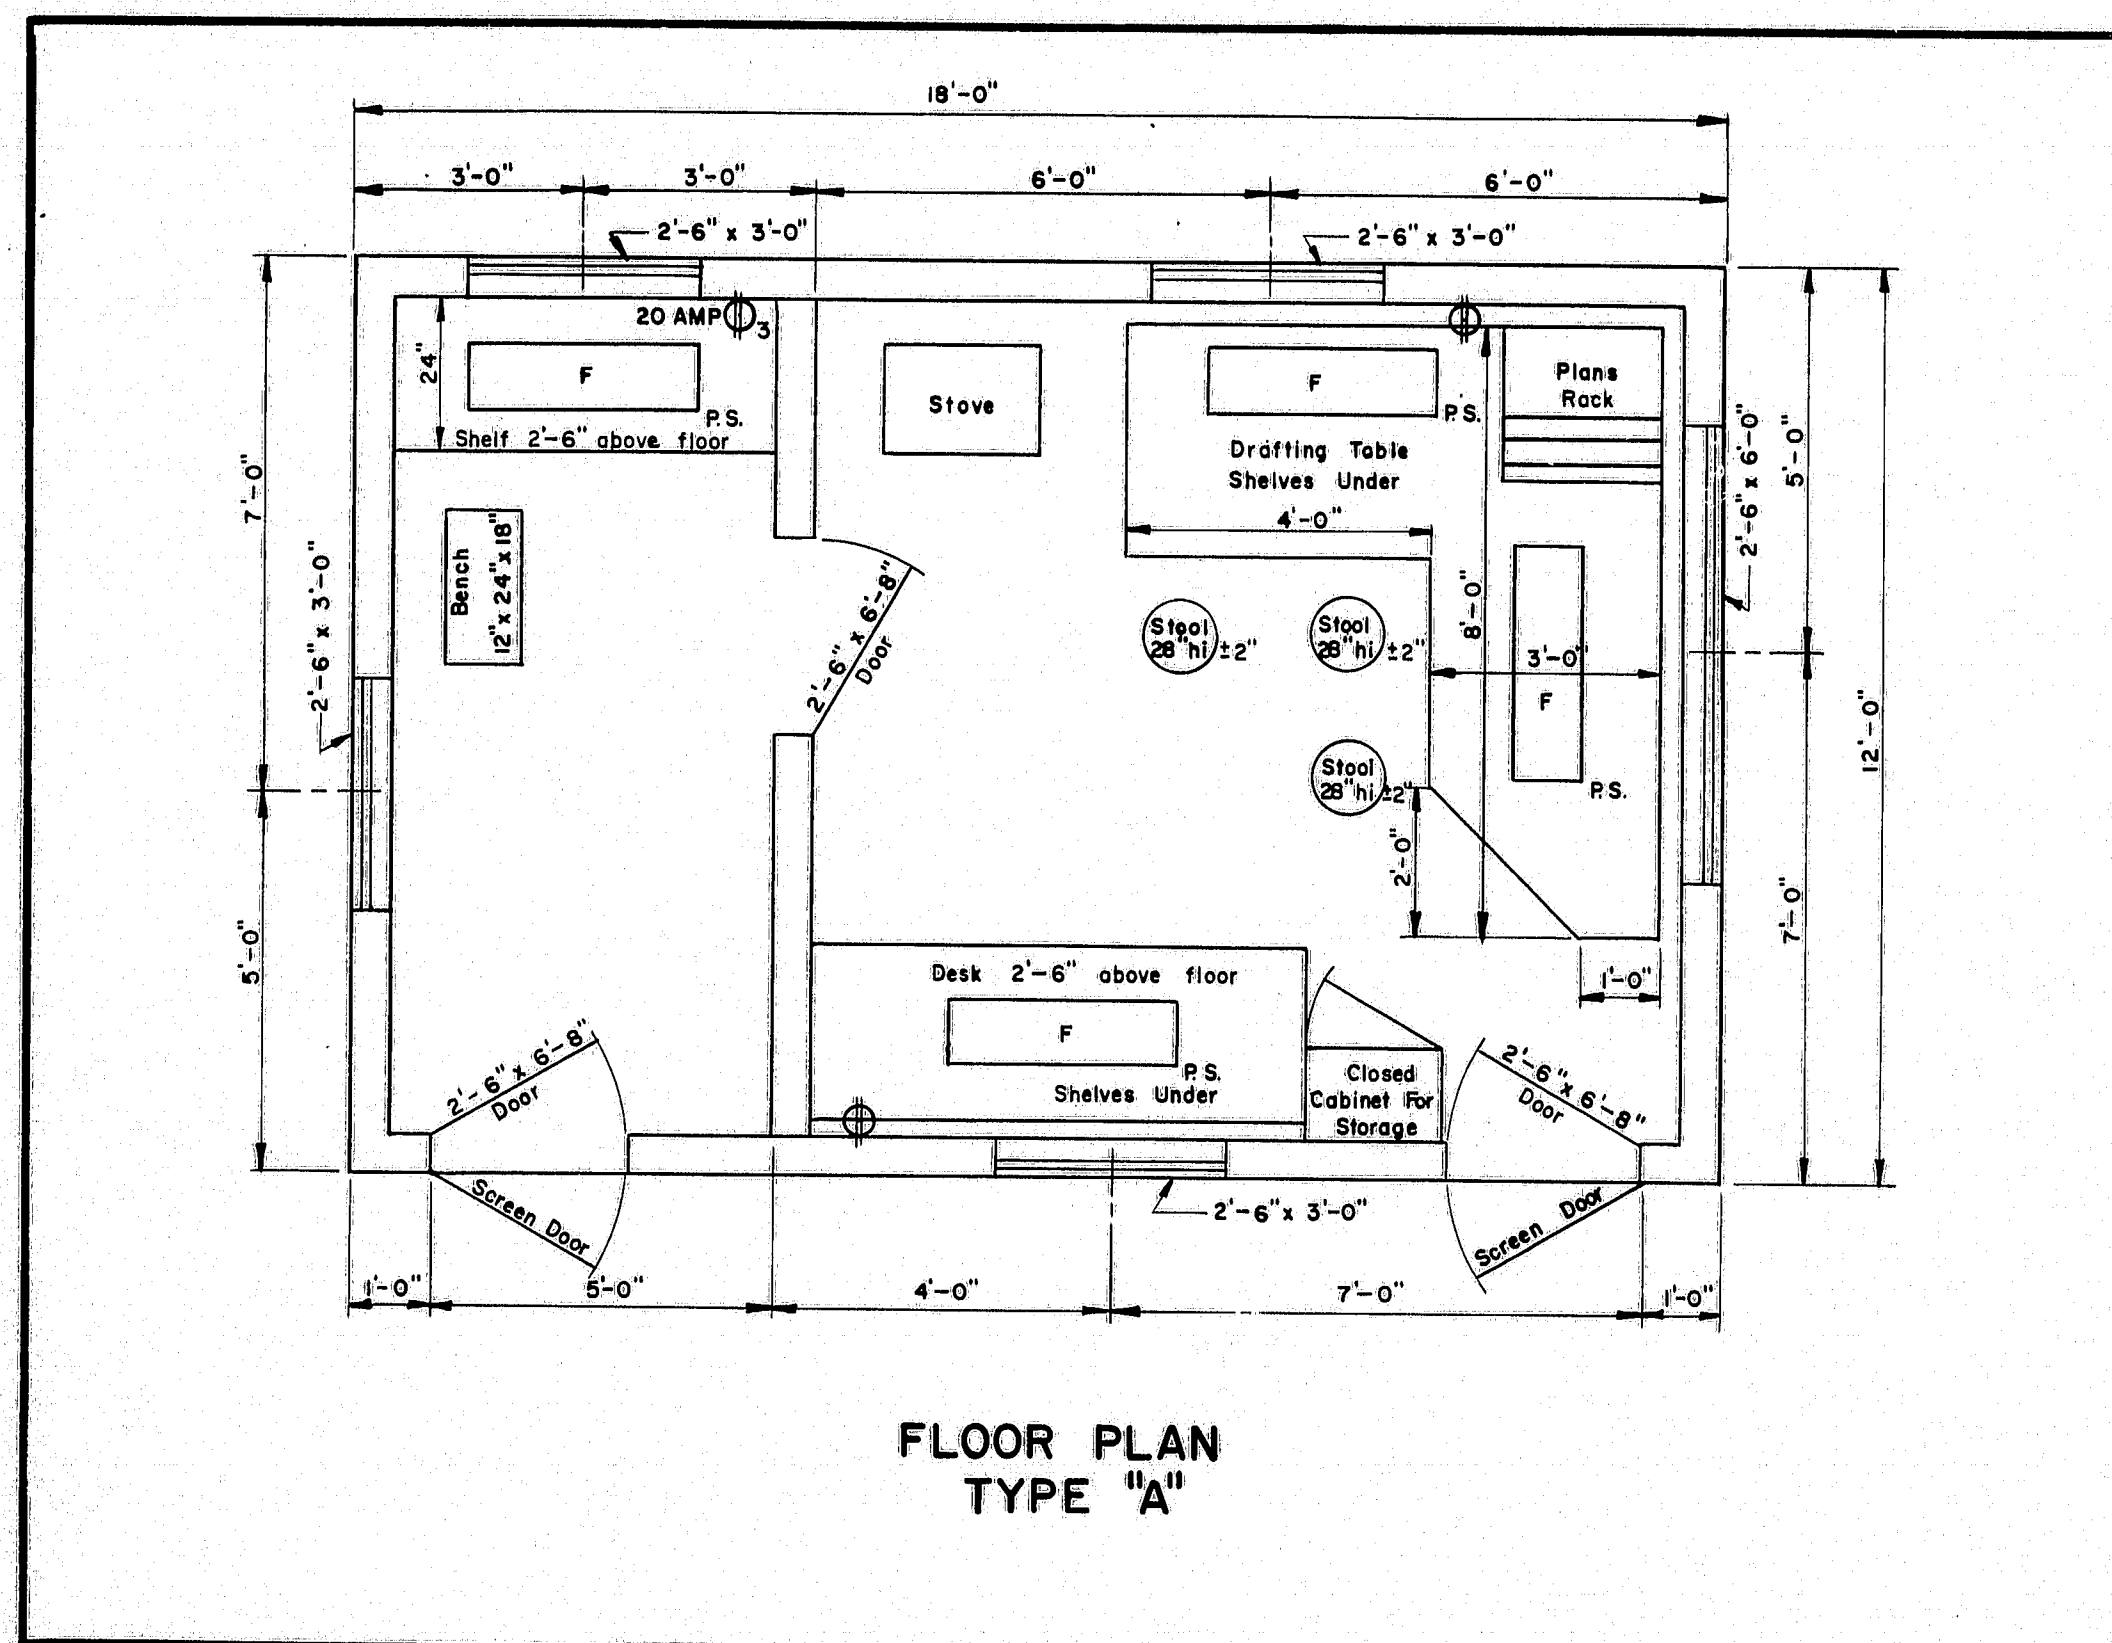 18'-0"
3'-0"
3'-0"
6'-0"
6'-0"
2'-6" x 3'-0"
2'-6" x 3'-0"
20 AMP
3
24"
F
P.S.
Shelf 2'-6" above floor
Stove
F
P.S.
Drafting Table
Shelves Under
4'-0"
Plans
Rack
2'-6" x 6'-0"
5'-0"
7'-0"
2'-6" x 3'-0"
Bench
12" x 24" x 18"
2'-6" x 6'-8"
Door
Stool
28" hi ±2"
Stool
28" hi ±2"
8'-0"
3'-0"
F
P.S.
12'-0"
Stool
28" hi ±2"
2'-0"
7'-0"
5'-0"
1'-0"
Desk 2'-6" above floor
F
P.S.
Shelves Under
Closed
Cabinet For
Storage
2'-6" x 6'-8"
Door
2'-6" x 6'-8"
Door
Screen Door
Screen Door
2'-6" x 3'-0"
1'-0"
5'-0"
4'-0"
7'-0"
1'-0"
FLOOR PLAN
TYPE "A"